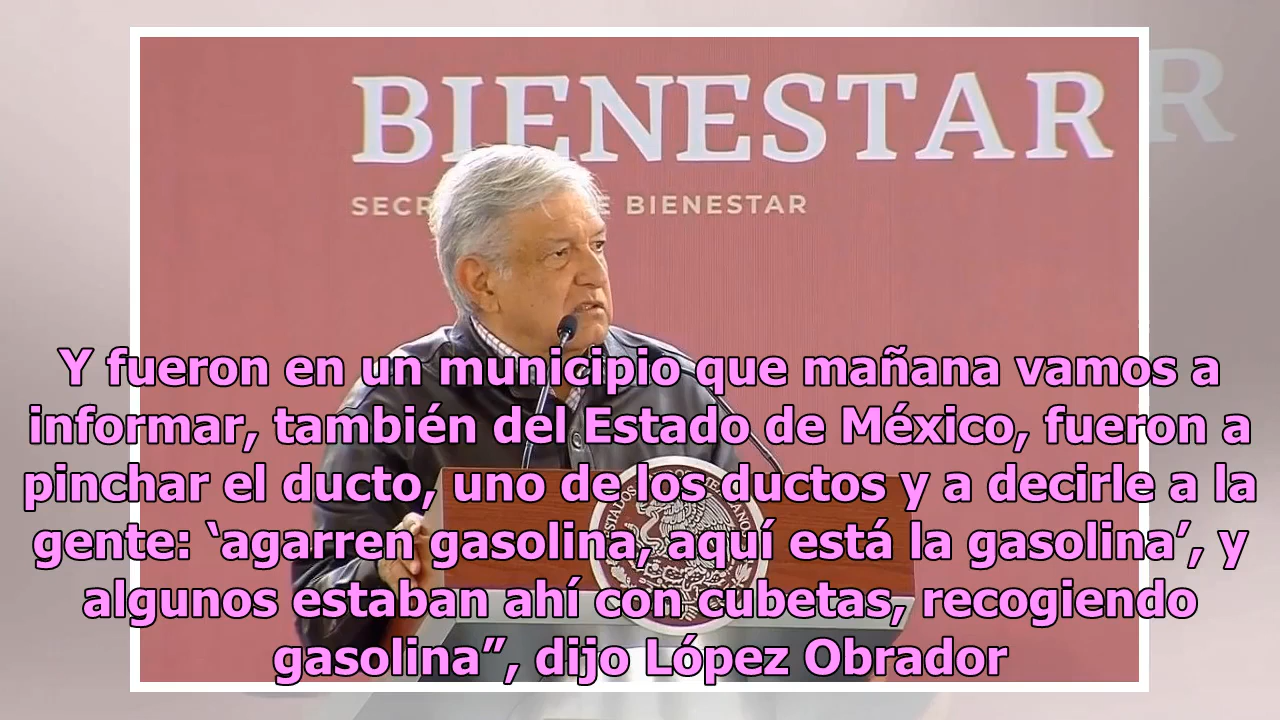 BIENESTAR
R
SECR E BIENESTAR
Y fueron en un municipio que mañana vamos a
informar, también del Estado de México, fueron a
pinchar el ducto, uno de los ductos y a decirle a la
gente: ‘agarren gasolina, aquí está la gasolina’, y
algunos estaban ahí con cubetas, recogiendo
gasolina”, dijo López Obrador